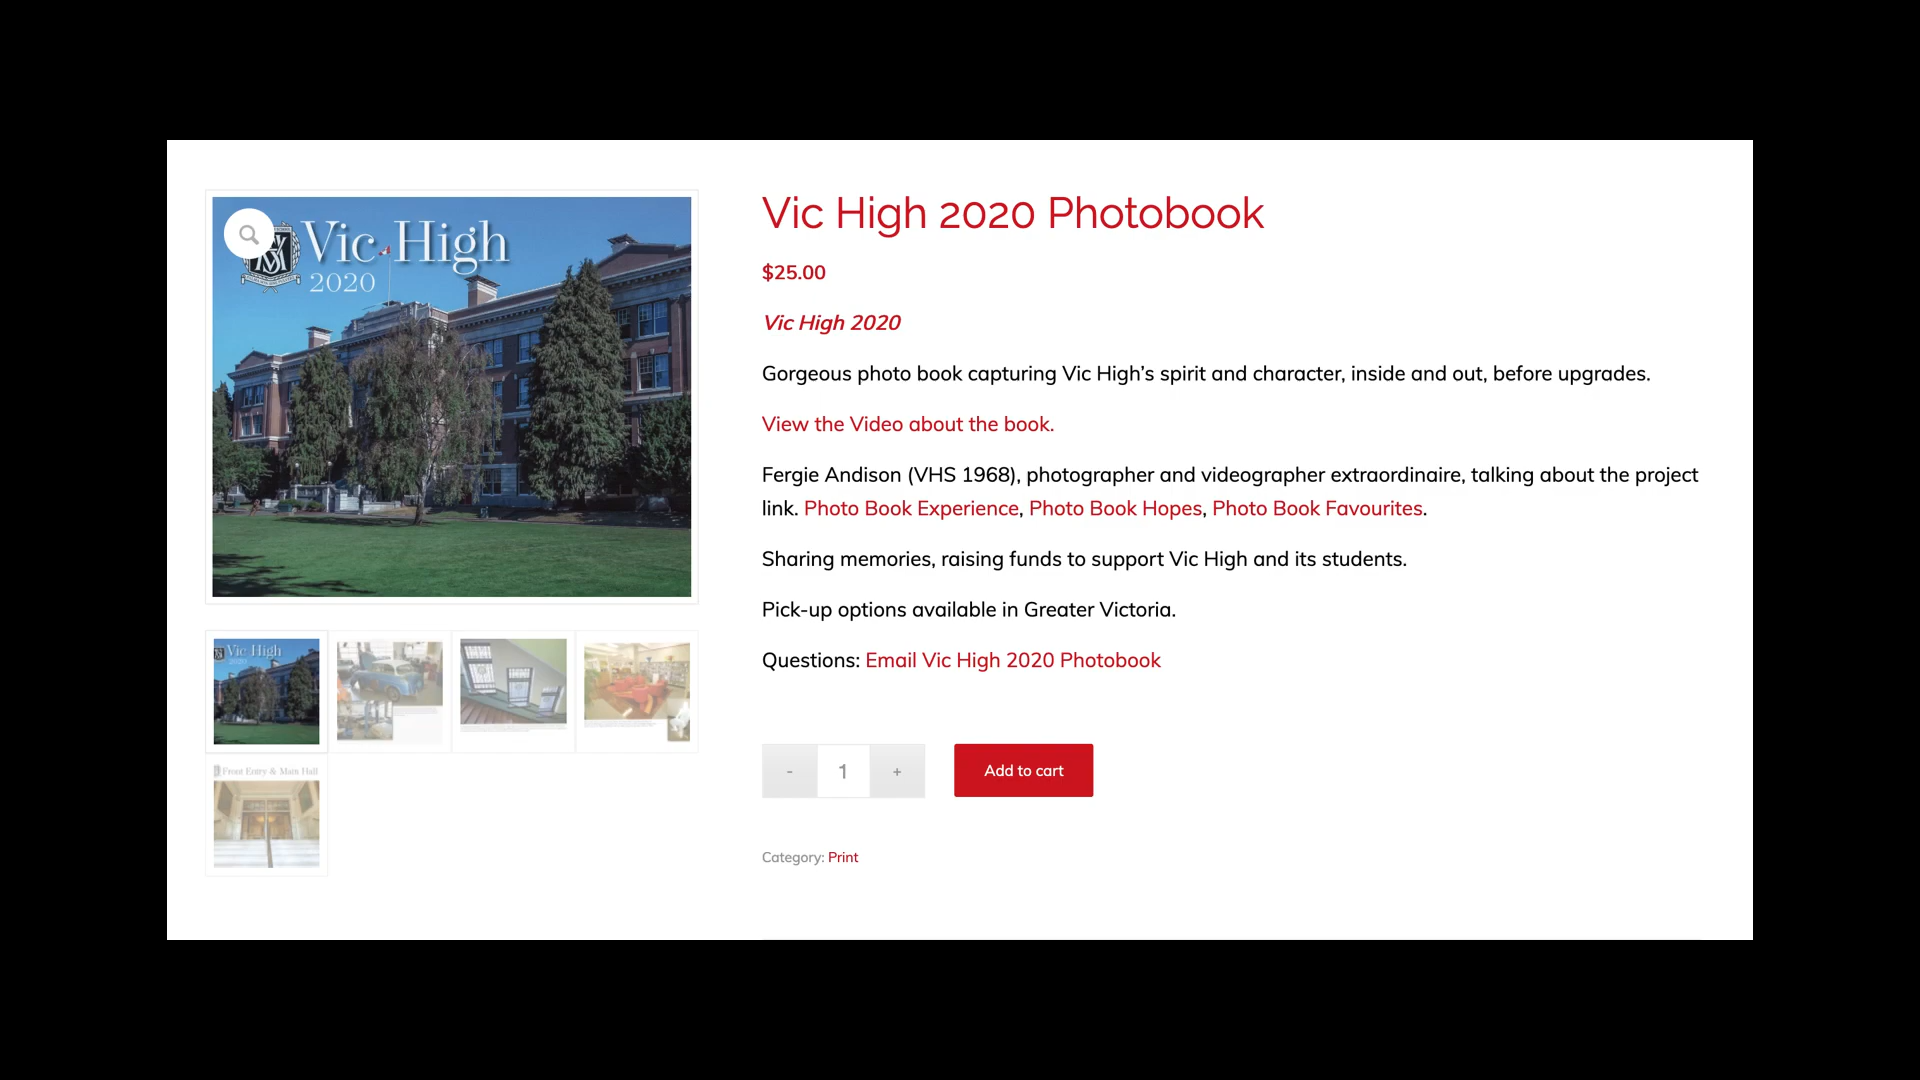 Vic High
2020
Vic High 2020 Photobook
$25.00
Vic High 2020
Gorgeous photo book capturing Vic High’s spirit and character, inside and out, before upgrades.
View the Video about the book.
Fergie Andison (VHS 1968), photographer and videographer extraordinaire, talking about the project
link. Photo Book Experience, Photo Book Hopes, Photo Book Favourites.
Sharing memories, raising funds to support Vic High and its students.
Pick-up options available in Greater Victoria.
Questions: Email Vic High 2020 Photobook
- 1 +
Add to cart
Category: Print
Vic High
2020
Front Entry & Main Hall